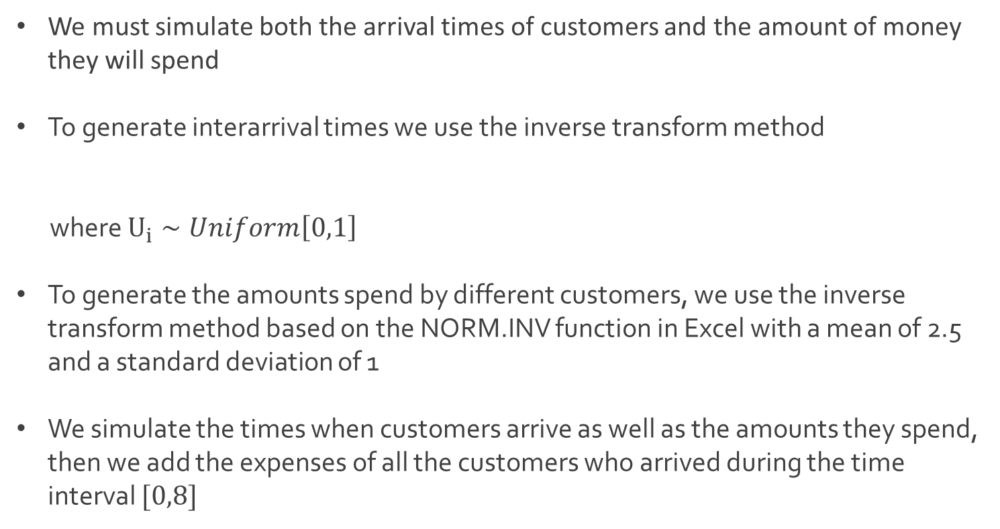 • We must simulate both the arrival times of customers and the amount of money
they will spend
• To generate interarrival times we use the inverse transform method
where Uᵢ ~ Uniform[0,1]
• To generate the amounts spend by different customers, we use the inverse
transform method based on the NORM.INV function in Excel with a mean of 2.5
and a standard deviation of 1
• We simulate the times when customers arrive as well as the amounts they spend,
then we add the expenses of all the customers who arrived during the time
interval [0,8]